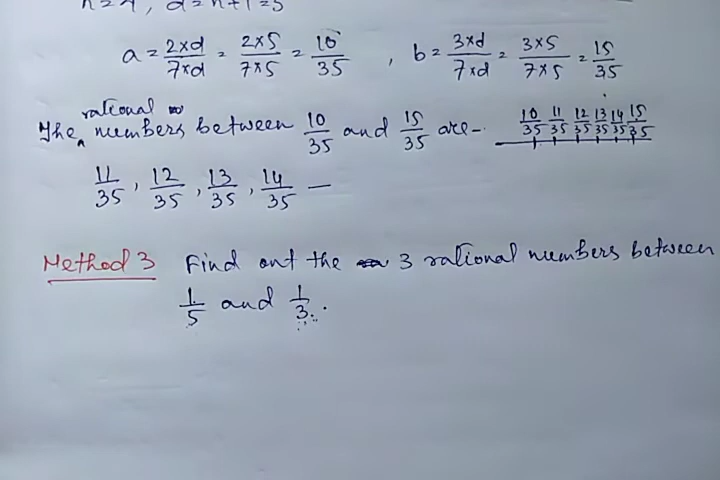 n=4, d=n+1=5
a = 2×d/7×d = 2×5/7×5 = 10/35 , b = 3×d/7×d = 3×5/7×5 = 15/35
The rational numbers between 10/35 and 15/35 are- 10/35 11/35 12/35 13/35 14/35 15/35
11/35 , 12/35 , 13/35 , 14/35 —
Method 3 Find out the 3 rational numbers between
1/5 and 1/3.